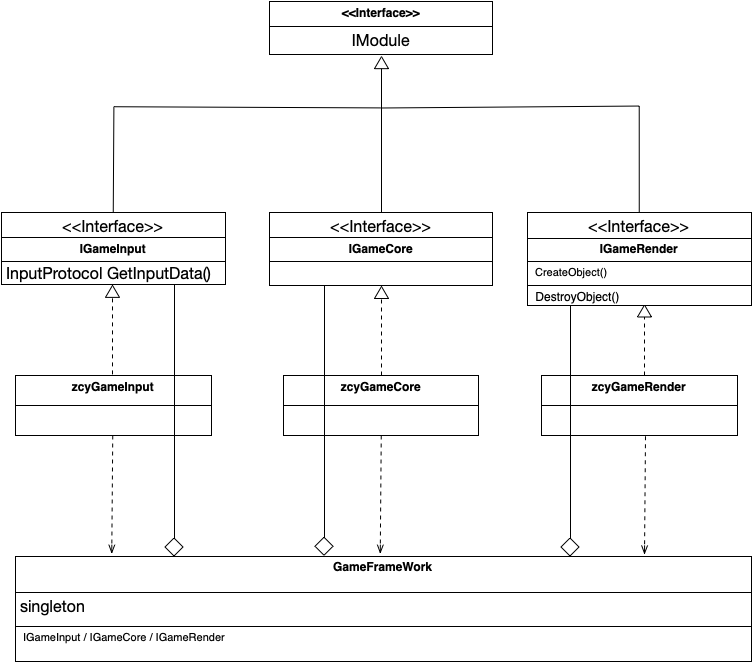 <<Interface>>
IModule
<<Interface>>
IGameInput
InputProtocol GetInputData()
<<Interface>>
IGameCore
<<Interface>>
IGameRender
CreateObject()
DestroyObject()
zcyGameInput
zcyGameCore
zcyGameRender
GameFrameWork
singleton
IGameInput / IGameCore / IGameRender